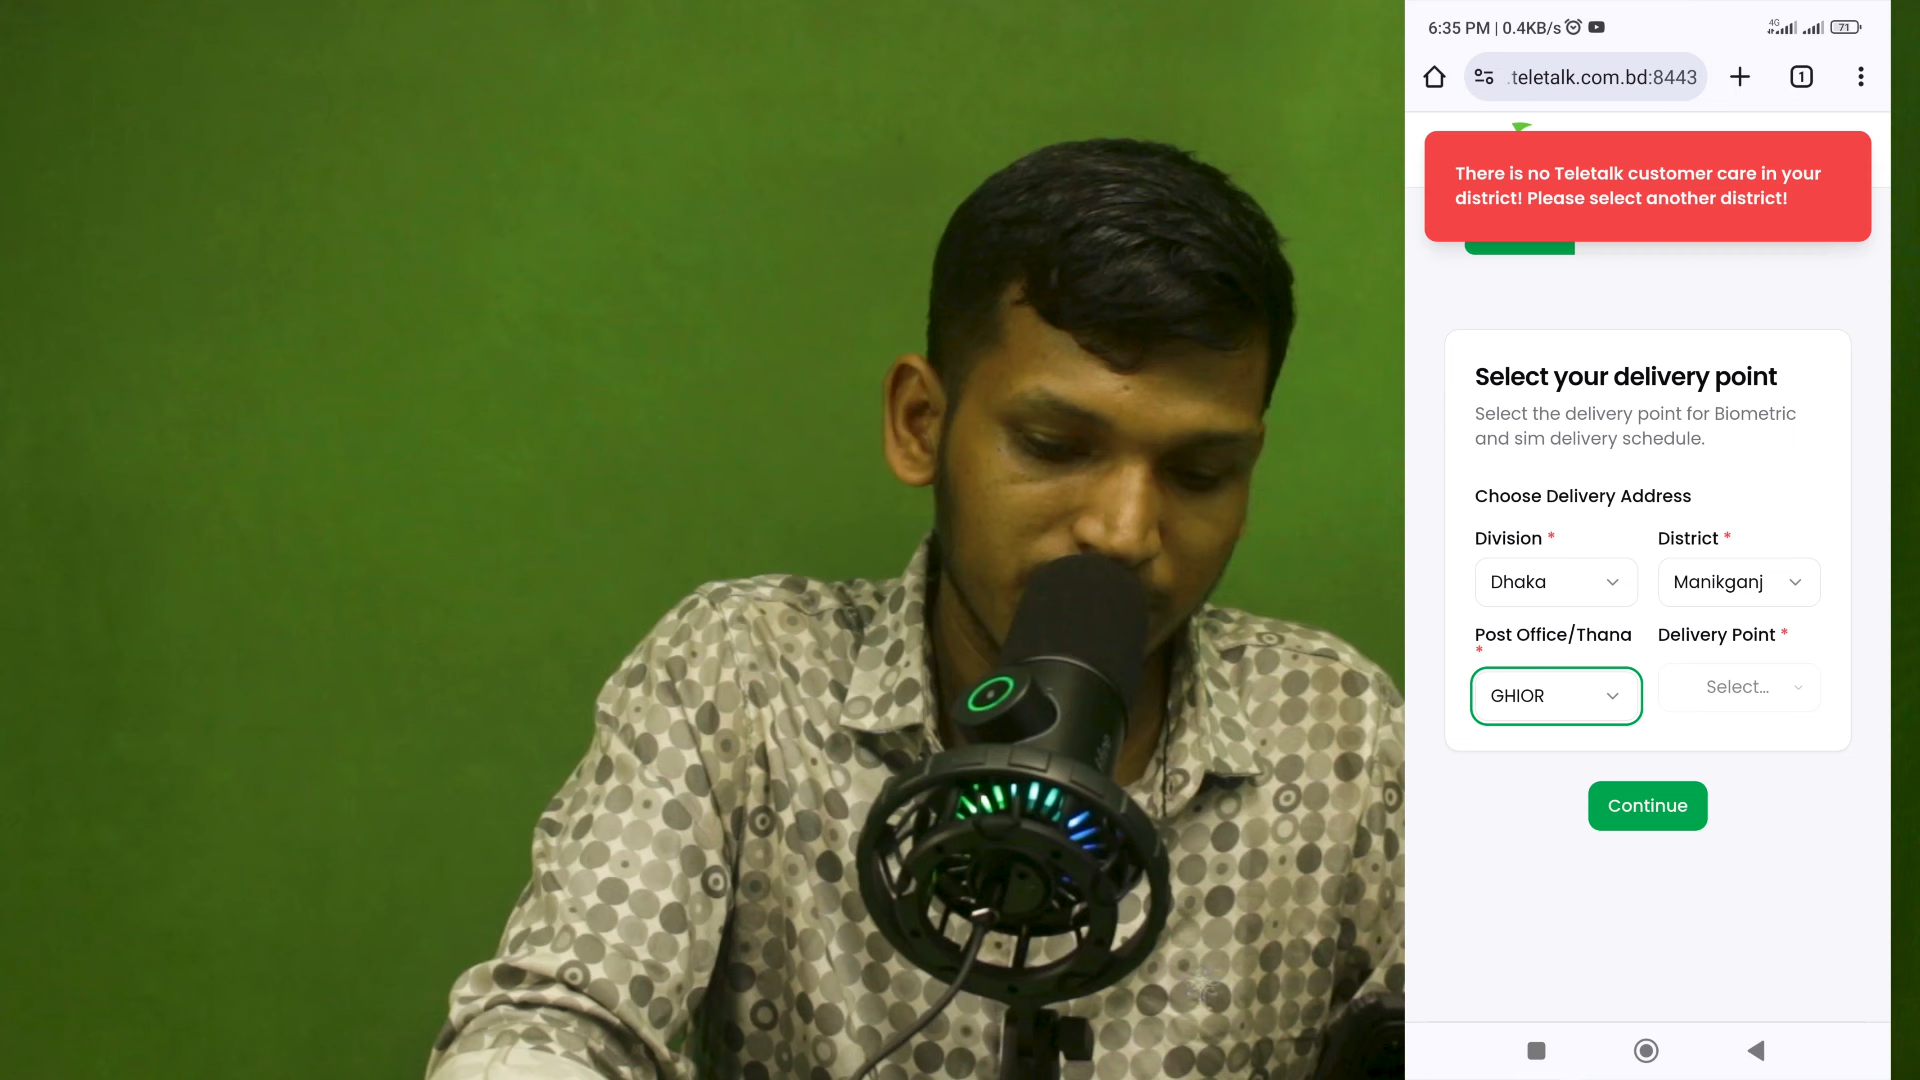 6:35 PM | 0.4KB/s
4G
71
.teletalk.com.bd:8443
1
There is no Teletalk customer care in your
district! Please select another district!
Select your delivery point
Select the delivery point for Biometric
and sim delivery schedule.
Choose Delivery Address
Division *
District *
Dhaka
Manikganj
Post Office/Thana
*
Delivery Point *
GHIOR
Select...
Continue